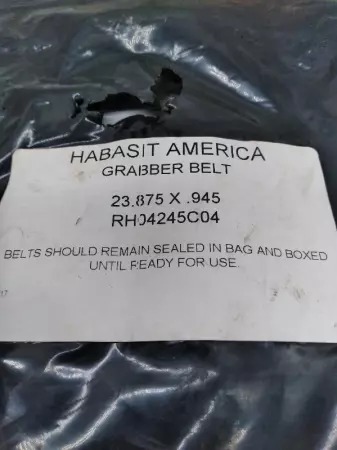 HABASIT AMERICA
GRABBER BELT
23.875 X .945
RH04245C04
BELTS SHOULD REMAIN SEALED IN BAG AND BOXED
UNTIL READY FOR USE.